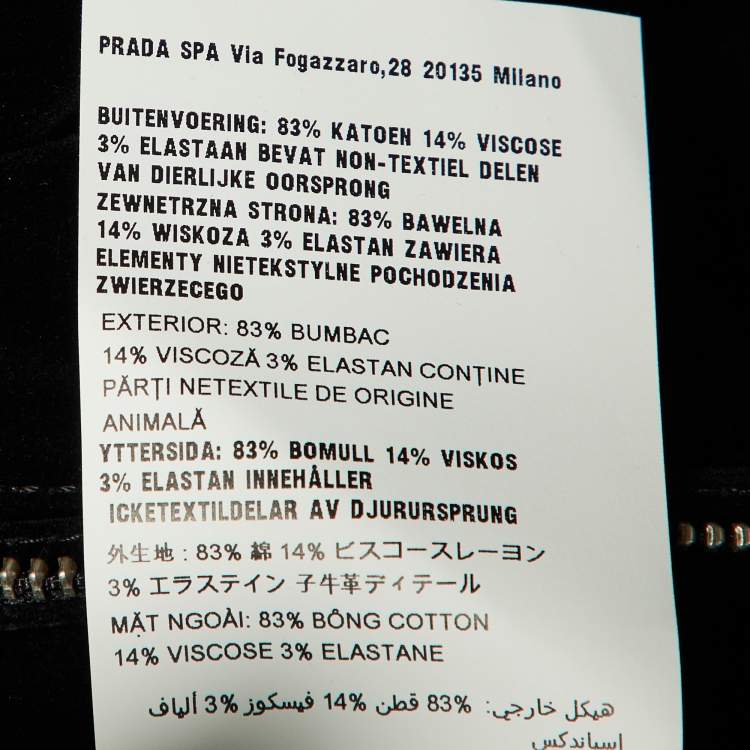 PRADA SPA Via Fogazzaro,28 20135 Milano
BUITENVOERING: 83% KATOEN 14% VISCOSE
3% ELASTAAN BEVAT NON-TEXTIEL DELEN
VAN DIERLIJKE OORSPRONG
ZEWNETRZNA STRONA: 83% BAWELNA
14% WISKOZA 3% ELASTAN ZAWIERA
ELEMENTY NIETEKSTYLNE POCHODZENIA
ZWIERZECEGO
EXTERIOR: 83% BUMBAC
14% VISCOZĂ 3% ELASTAN CONȚINE
PĂRȚI NETEXTILE DE ORIGINE
ANIMALĂ
YTTERSIDA: 83% BOMULL 14% VISKOS
3% ELASTAN INNEHÅLLER
ICKETEXTILDELAR AV DJURURSPRUNG
外生地 : 83% 綿 14% ビスコースレーヨン
3% エラステイン 子牛革ディテール
MẶT NGOÀI: 83% BÔNG COTTON
14% VISCOSE 3% ELASTANE
هيكل خارجي: 83% قطن 14% فيسكوز 3% ألياف
إسباندكس